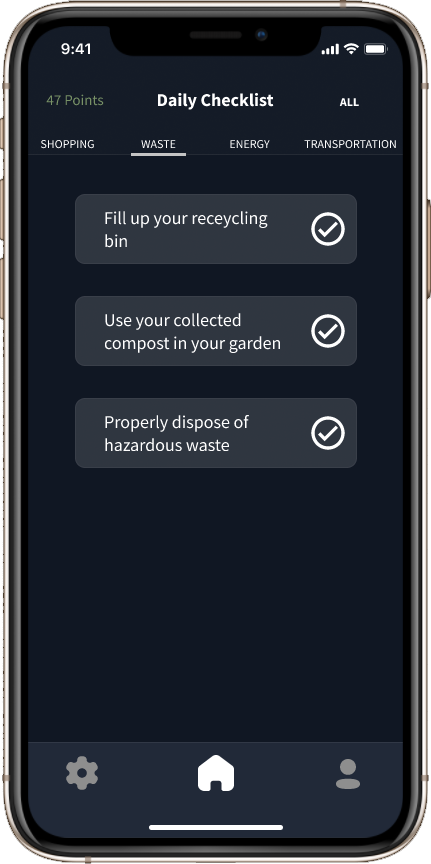 9:41
47 Points
Daily Checklist
ALL
SHOPPING
WASTE
ENERGY
TRANSPORTATION
Fill up your receycling
bin
Use your collected
compost in your garden
Properly dispose of
hazardous waste